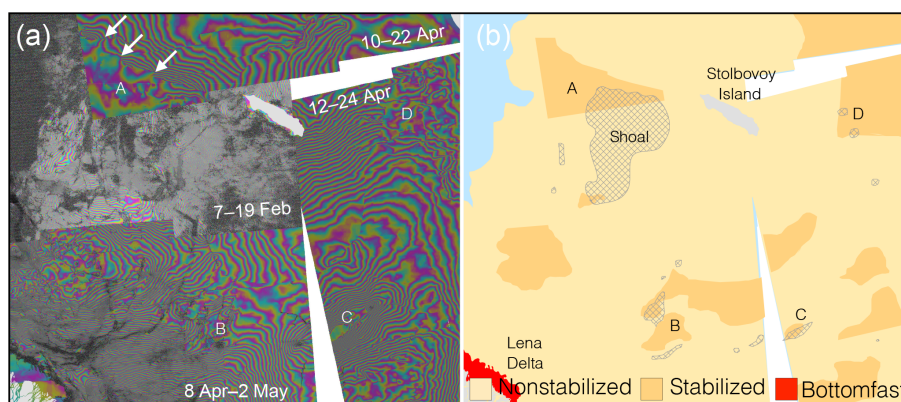 (a)
10–22 Apr
A
12–24 Apr
D
7–19 Feb
C
B
8 Apr–2 May
(b)
Stolbovoy
Island
A
D
Shoal
C
B
Lena
Delta
Nonstabilized
Stabilized
Bottomfast